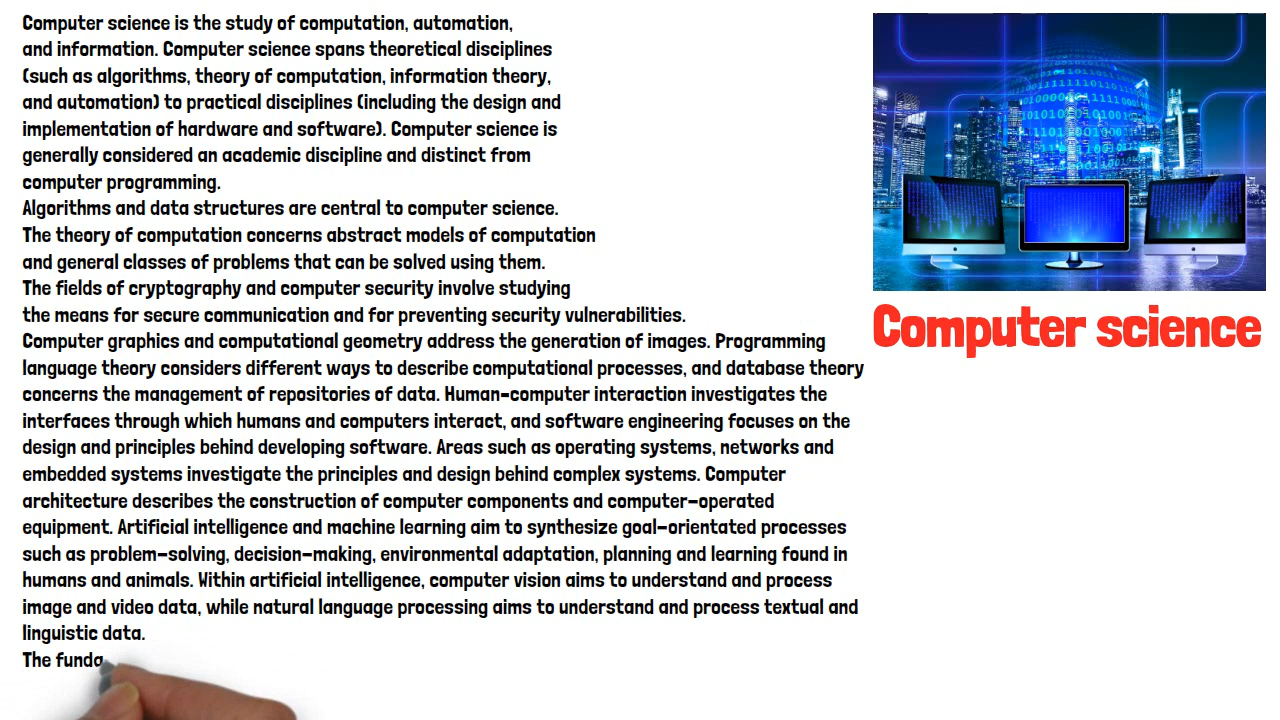 Computer science is the study of computation, automation,
and information. Computer science spans theoretical disciplines
(such as algorithms, theory of computation, information theory,
and automation) to practical disciplines (including the design and
implementation of hardware and software). Computer science is
generally considered an academic discipline and distinct from
computer programming.
Algorithms and data structures are central to computer science.
The theory of computation concerns abstract models of computation
and general classes of problems that can be solved using them.
The fields of cryptography and computer security involve studying
the means for secure communication and for preventing security vulnerabilities.
Computer graphics and computational geometry address the generation of images. Programming
language theory considers different ways to describe computational processes, and database theory
concerns the management of repositories of data. Human-computer interaction investigates the
interfaces through which humans and computers interact, and software engineering focuses on the
design and principles behind developing software. Areas such as operating systems, networks and
embedded systems investigate the principles and design behind complex systems. Computer
architecture describes the construction of computer components and computer-operated
equipment. Artificial intelligence and machine learning aim to synthesize goal-orientated processes
such as problem-solving, decision-making, environmental adaptation, planning and learning found in
humans and animals. Within artificial intelligence, computer vision aims to understand and process
image and video data, while natural language processing aims to understand and process textual and
linguistic data.
The funda
Computer science